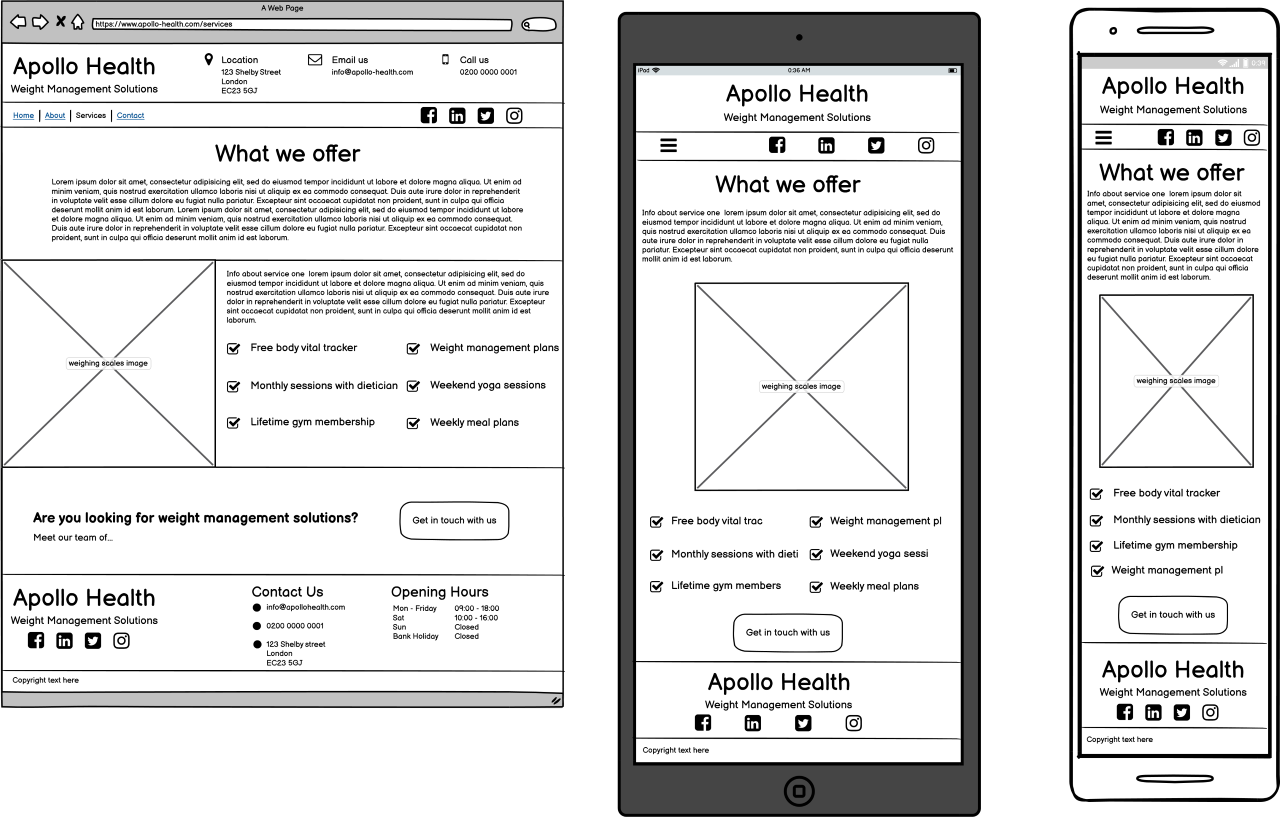 A Web Page
https://www.apollo-health.com/services
Apollo Health
Weight Management Solutions
Location
123 Shelby Street
London
EC23 5GJ
Email us
info@apollo-health.com
Call us
0200 0000 0001
Home About Services Contact
What we offer
Lorem ipsum dolor sit amet, consectetur adipisicing elit, sed do eiusmod tempor incididunt ut labore et dolore magna aliqua. Ut enim ad
minim veniam, quis nostrud exercitation ullamco laboris nisi ut aliquip ex ea commodo consequat. Duis aute irure dolor in reprehenderit
in voluptate velit esse cillum dolore eu fugiat nulla pariatur. Excepteur sint occaecat cupidatat non proident, sunt in culpa qui officia
deserunt mollit anim id est laborum. Lorem ipsum dolor sit amet, consectetur adipisicing elit, sed do eiusmod tempor incididunt ut labore
et dolore magna aliqua. Ut enim ad minim veniam, quis nostrud exercitation ullamco laboris nisi ut aliquip ex ea commodo consequat.
Duis aute irure dolor in reprehenderit in voluptate velit esse cillum dolore eu fugiat nulla pariatur. Excepteur sint occaecat cupidatat non
proident, sunt in culpa qui officia deserunt mollit anim id est laborum.
weighing scales image
Info about service one lorem ipsum dolor sit amet, consectetur adipisicing elit, sed do
eiusmod tempor incididunt ut labore et dolore magna aliqua. Ut enim ad minim veniam, quis
nostrud exercitation ullamco laboris nisi ut aliquip ex ea commodo consequat. Duis aute irure
dolor in reprehenderit in voluptate velit esse cillum dolore eu fugiat nulla pariatur. Excepteur
sint occaecat cupidatat non proident, sunt in culpa qui officia deserunt mollit anim id est
laborum.
Free body vital tracker
Weight management plans
Monthly sessions with dietician
Weekend yoga sessions
Lifetime gym membership
Weekly meal plans
Are you looking for weight management solutions?
Meet our team of...
Get in touch with us
Apollo Health
Weight Management Solutions
Contact Us
info@apollohealth.com
0200 0000 0001
123 Shelby street
London
EC23 5GJ
Opening Hours
Mon - Friday 09:00 - 18:00
Sat 10:00 - 16:00
Sun Closed
Bank Holiday Closed
Copyright text here
iPod 0:36 AM
Apollo Health
Weight Management Solutions
What we offer
Info about service one lorem ipsum dolor sit amet, consectetur adipisicing elit, sed do
eiusmod tempor incididunt ut labore et dolore magna aliqua. Ut enim ad minim veniam,
quis nostrud exercitation ullamco laboris nisi ut aliquip ex ea commodo consequat. Duis
aute irure dolor in reprehenderit in voluptate velit esse cillum dolore eu fugiat nulla
pariatur. Excepteur sint occaecat cupidatat non proident, sunt in culpa qui officia deserunt
mollit anim id est laborum.
weighing scales image
Free body vital trac
Weight management pl
Monthly sessions with dieti
Weekend yoga sessi
Lifetime gym members
Weekly meal plans
Get in touch with us
Apollo Health
Weight Management Solutions
Copyright text here
0:39
Apollo Health
Weight Management Solutions
What we offer
Info about service one lorem ipsum dolor sit
amet, consectetur adipisicing elit, sed do eiusmod
tempor incididunt ut labore et dolore magna
aliqua. Ut enim ad minim veniam, quis nostrud
exercitation ullamco laboris nisi ut aliquip ex ea
commodo consequat. Duis aute irure dolor in
reprehenderit in voluptate velit esse cillum dolore
eu fugiat nulla pariatur. Excepteur sint occaecat
cupidatat non proident, sunt in culpa qui officia
deserunt mollit anim id est laborum.
weighing scales image
Free body vital tracker
Monthly sessions with dietician
Lifetime gym membership
Weight management pl
Get in touch with us
Apollo Health
Weight Management Solutions
Copyright text here